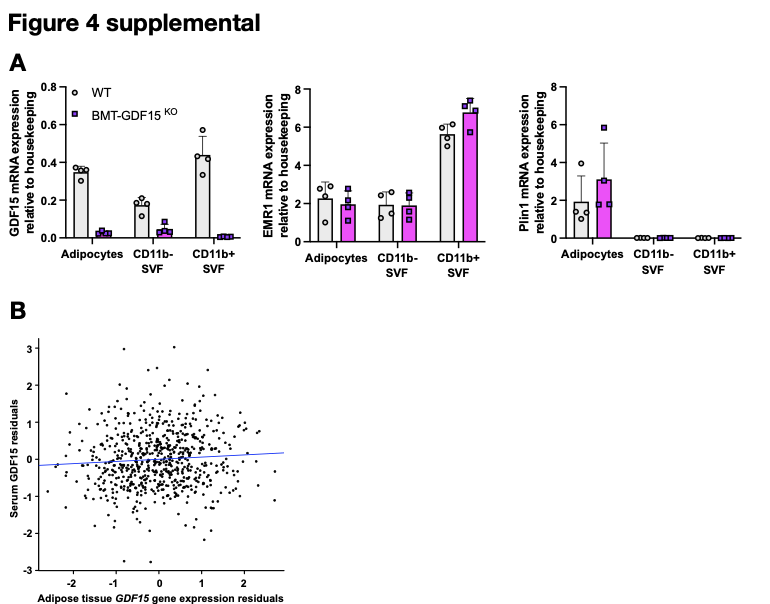 Figure 4 supplemental
A
GDF15 mRNA expression
relative to housekeeping
0.8
0.6
0.4
0.2
0.0
WT
BMT-GDF15 KO
Adipocytes
CD11b-
SVF
CD11b+
SVF
EMR1 mRNA expression
relative to housekeeping
8
6
4
2
0
Adipocytes
CD11b-
SVF
CD11b+
SVF
Plin1 mRNA expression
relative to housekeeping
8
6
4
2
0
Adipocytes
CD11b-
SVF
CD11b+
SVF
B
Serum GDF15 residuals
3
2
1
0
-1
-2
-3
-2
-1
0
1
2
Adipose tissue GDF15 gene expression residuals